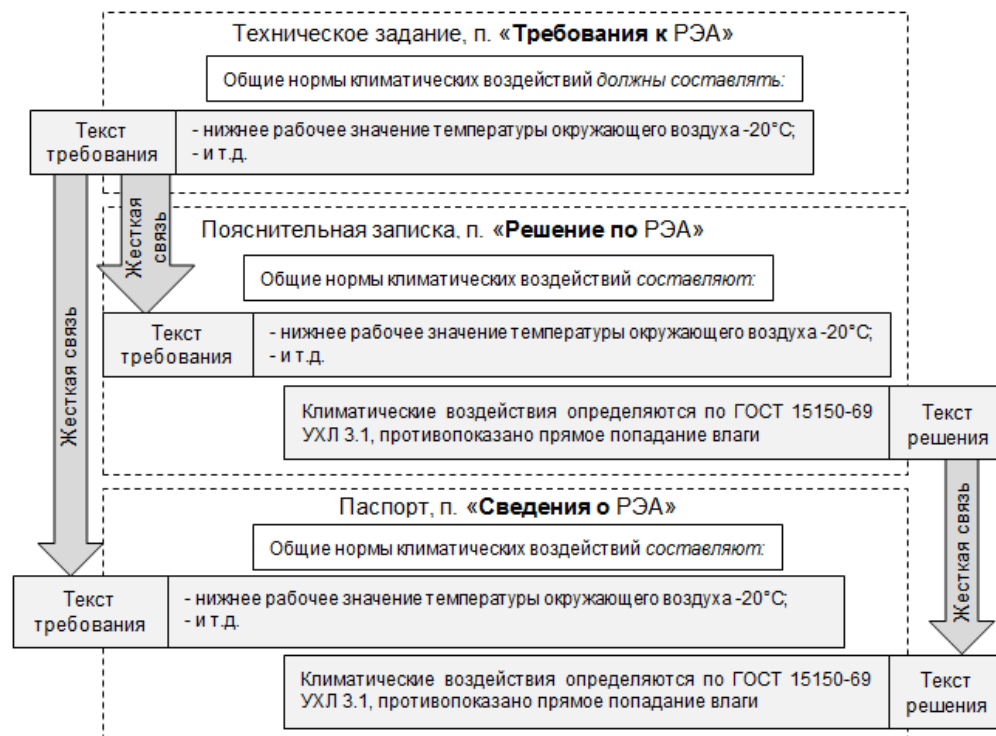 Техническое задание, п. «Требования к РЭА»
Общие нормы климатических воздействий должны составлять:
Текст
требования
- нижнее рабочее значение температуры окружающего воздуха -20°С;
- и т.д.
Жесткая
связь
Жесткая связь
Пояснительная записка, п. «Решение по РЭА»
Общие нормы климатических воздействий составляют:
Текст
требования
- нижнее рабочее значение температуры окружающего воздуха -20°С;
- и т.д.
Климатические воздействия определяются по ГОСТ 15150-69
УХЛ 3.1, противопоказано прямое попадание влаги
Текст
решения
Жесткая связь
Паспорт, п. «Сведения о РЭА»
Общие нормы климатических воздействий составляют:
Текст
требования
- нижнее рабочее значение температуры окружающего воздуха -20°С;
- и т.д.
Климатические воздействия определяются по ГОСТ 15150-69
УХЛ 3.1, противопоказано прямое попадание влаги
Текст
решения